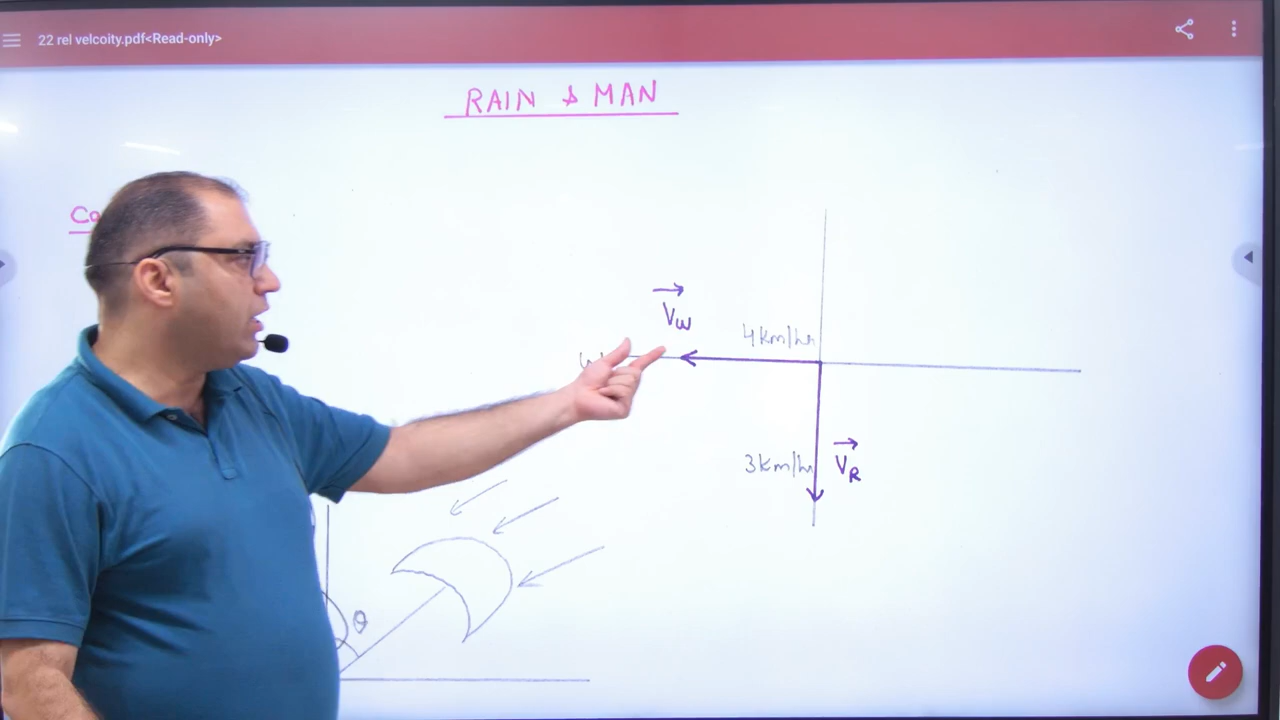 22 rel velcoity.pdf<Read-only>
RAIN & MAN
Vw
4km/hr
3km/hr VR
θ